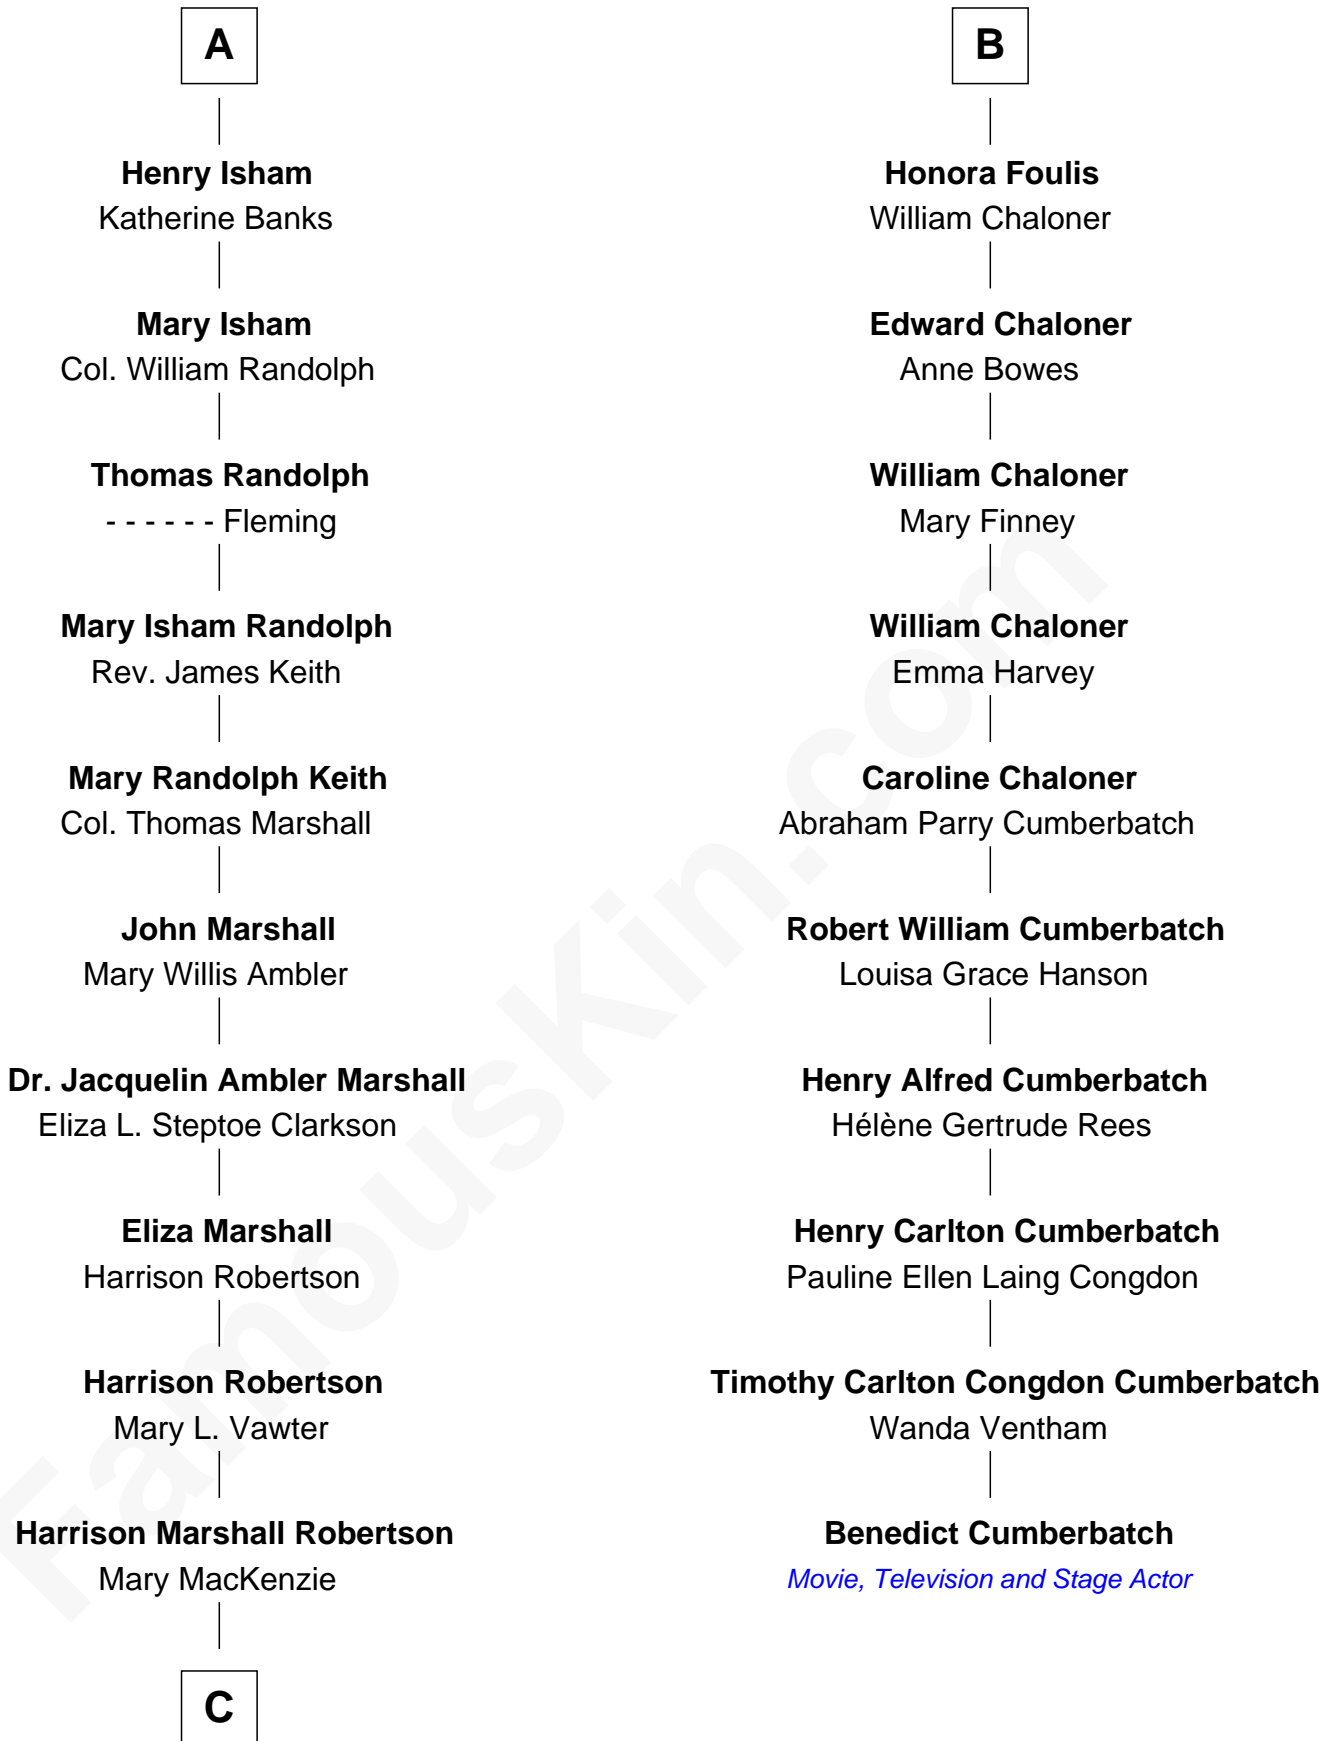 A
Henry Isham
Katherine Banks
Mary Isham
Col. William Randolph
Thomas Randolph
- - - - - - Fleming
Mary Isham Randolph
Rev. James Keith
Mary Randolph Keith
Col. Thomas Marshall
John Marshall
Mary Willis Ambler
Dr. Jacquelin Ambler Marshall
Eliza L. Steptoe Clarkson
Eliza Marshall
Harrison Robertson
Harrison Robertson
Mary L. Vawter
Harrison Marshall Robertson
Mary MacKenzie
C
B
Honora Foulis
William Chaloner
Edward Chaloner
Anne Bowes
William Chaloner
Mary Finney
William Chaloner
Emma Harvey
Caroline Chaloner
Abraham Parry Cumberbatch
Robert William Cumberbatch
Louisa Grace Hanson
Henry Alfred Cumberbatch
Hélène Gertrude Rees
Henry Carlton Cumberbatch
Pauline Ellen Laing Congdon
Timothy Carlton Congdon Cumberbatch
Wanda Ventham
Benedict Cumberbatch
Movie, Television and Stage Actor
FamousKin.com